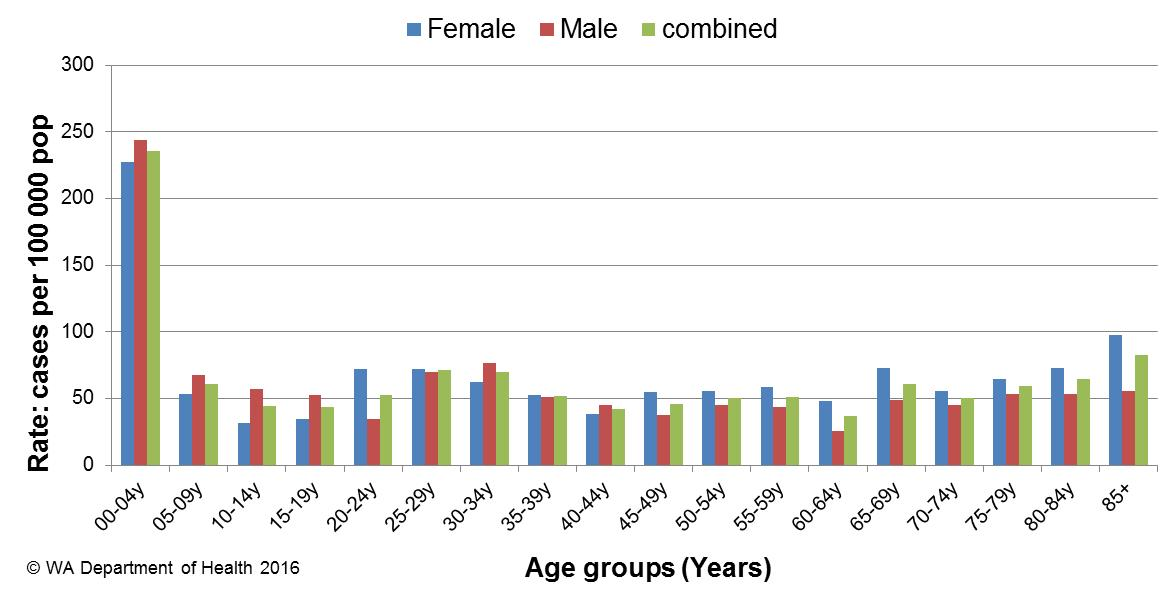 Female Male combined
Rate: cases per 100 000 pop
300
250
200
150
100
50
0
00-04y 05-09y 10-14y 15-19y 20-24y 25-29y 30-34y 35-39y 40-44y 45-49y 50-54y 55-59y 60-64y 65-69y 70-74y 75-79y 80-84y 85+
Age groups (Years)
© WA Department of Health 2016